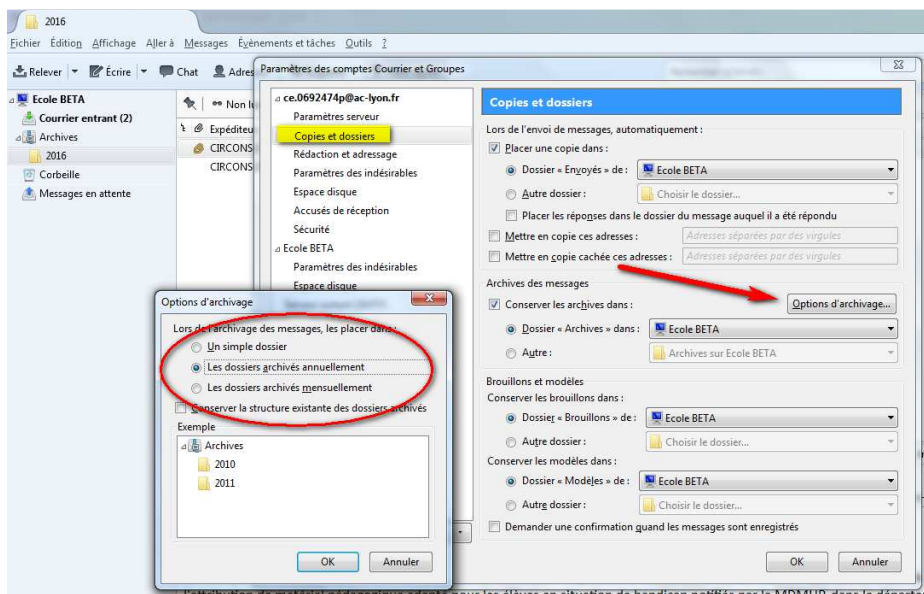 2016
Fichier Édition Affichage Aller à Messages Évènements et tâches Outils ?
Relever Écrire Chat Adres
Ecole BETA
Courrier entrant (2)
Archives
2016
Corbeille
Messages en attente
Non lu
Expéditeu
CIRCONS
CIRCONS
Paramètres des comptes Courrier et Groupes
ce.0692474p@ac-lyon.fr
Paramètres serveur
Copies et dossiers
Rédaction et adressage
Paramètres des indésirables
Espace disque
Accusés de réception
Sécurité
Ecole BETA
Paramètres des indésirables
Espace disque
Copies et dossiers
Lors de l'envoi de messages, automatiquement :
Placer une copie dans :
Dossier « Envoyés » de : Ecole BETA
Autre dossier : Choisir le dossier...
Placer les réponses dans le dossier du message auquel il a été répondu
Mettre en copie ces adresses : Adresses séparées par des virgules
Mettre en copie cachée ces adresses : Adresses séparées par des virgules
Archives des messages
Conserver les archives dans : Options d'archivage...
Dossier « Archives » dans : Ecole BETA
Autre : Archives sur Ecole BETA
Brouillons et modèles
Conserver les brouillons dans :
Dossier « Brouillons » de : Ecole BETA
Autre dossier : Choisir le dossier...
Conserver les modèles dans :
Dossier « Modèles » de : Ecole BETA
Autre dossier : Choisir le dossier...
Demander une confirmation quand les messages sont enregistrés
OK Annuler
Options d'archivage
Lors de l'archivage des messages, les placer dans :
Un simple dossier
Les dossiers archivés annuellement
Les dossiers archivés mensuellement
Conserver la structure existante des dossiers archivés
Exemple
Archives
2010
2011
OK Annuler